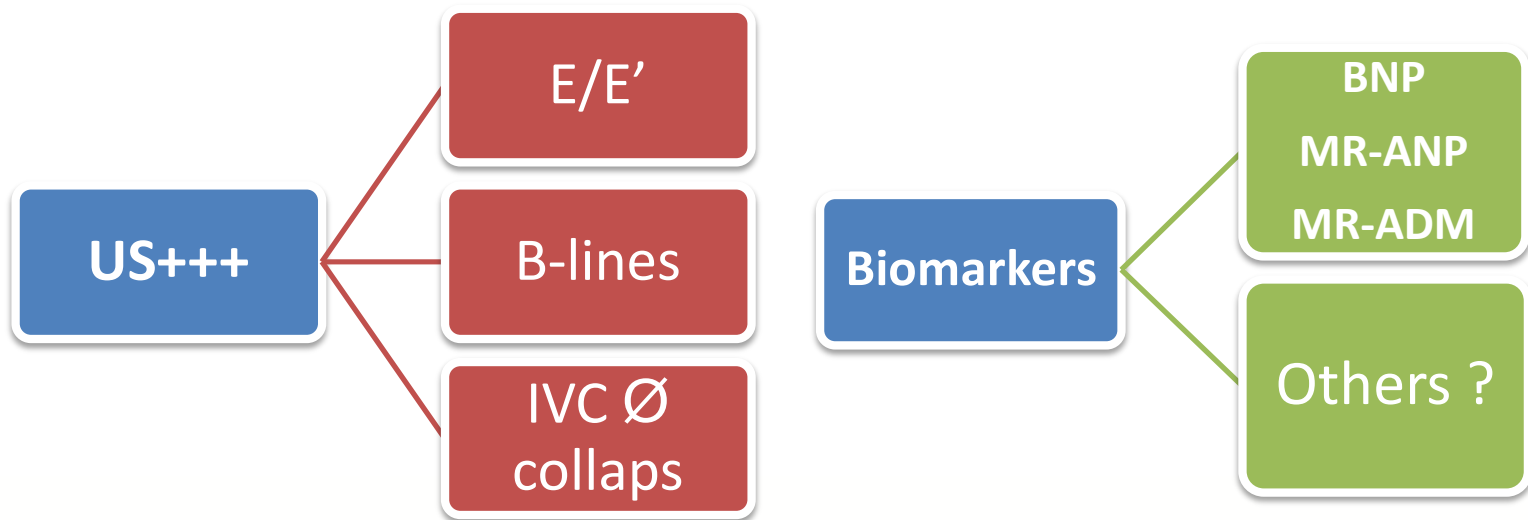 US+++
E/E’
B-lines
IVC Ø
collaps
Biomarkers
BNP
MR-ANP
MR-ADM
Others ?